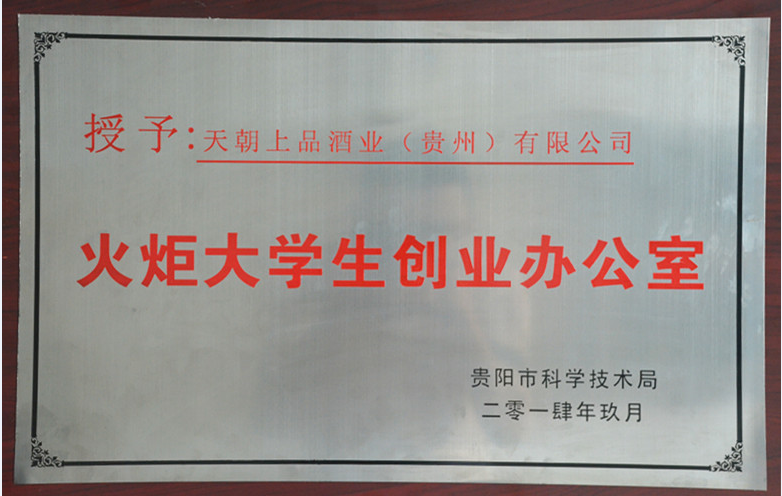 授予:天朝上品酒业（贵州）有限公司
火炬大学生创业办公室
贵阳市科学技术局
二零一肆年玖月